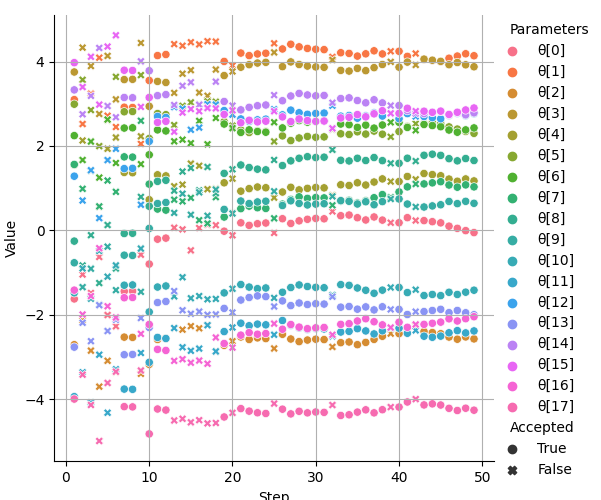 Parameters
θ[0]
θ[1]
θ[2]
θ[3]
θ[4]
θ[5]
θ[6]
θ[7]
θ[8]
θ[9]
θ[10]
θ[11]
θ[12]
θ[13]
θ[14]
θ[15]
θ[16]
θ[17]
Accepted
True
False
Value
4
2
0
−2
−4
0
10
20
30
40
50
Step